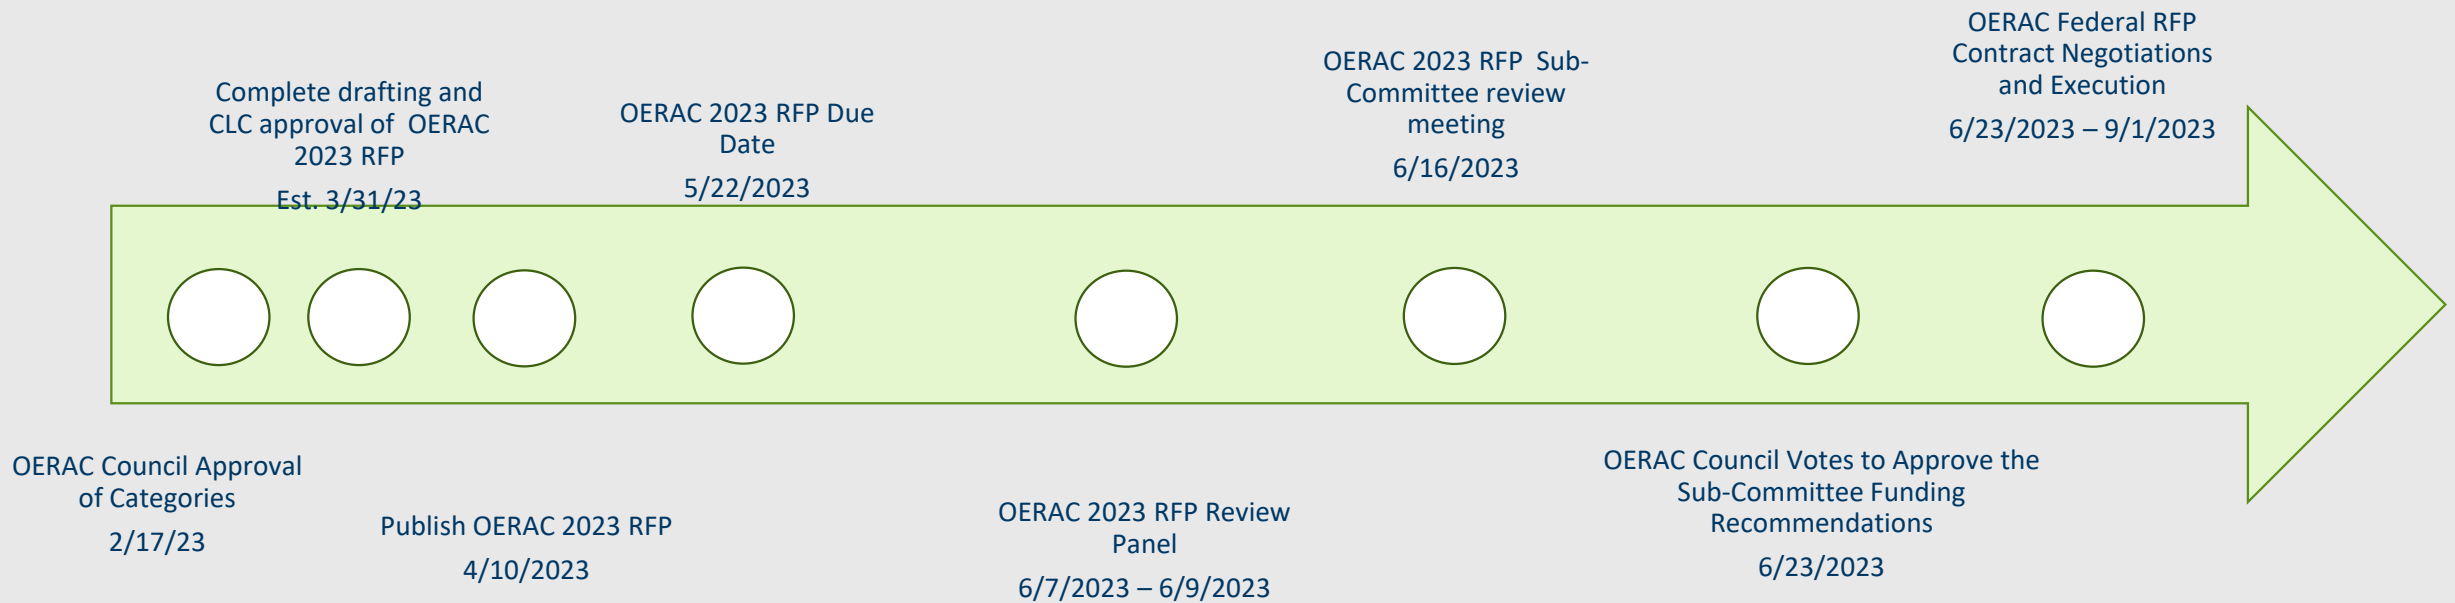 Complete drafting and
CLC approval of  OERAC
2023 RFP
Est. 3/31/23
OERAC 2023 RFP Due
Date
5/22/2023
OERAC 2023 RFP  Sub-
Committee review
meeting
6/16/2023
OERAC Federal RFP
Contract Negotiations
and Execution
6/23/2023 – 9/1/2023
OERAC Council Approval
of Categories
2/17/23
Publish OERAC 2023 RFP
4/10/2023
OERAC 2023 RFP Review
Panel
6/7/2023 – 6/9/2023
OERAC Council Votes to Approve the
Sub-Committee Funding
Recommendations
6/23/2023